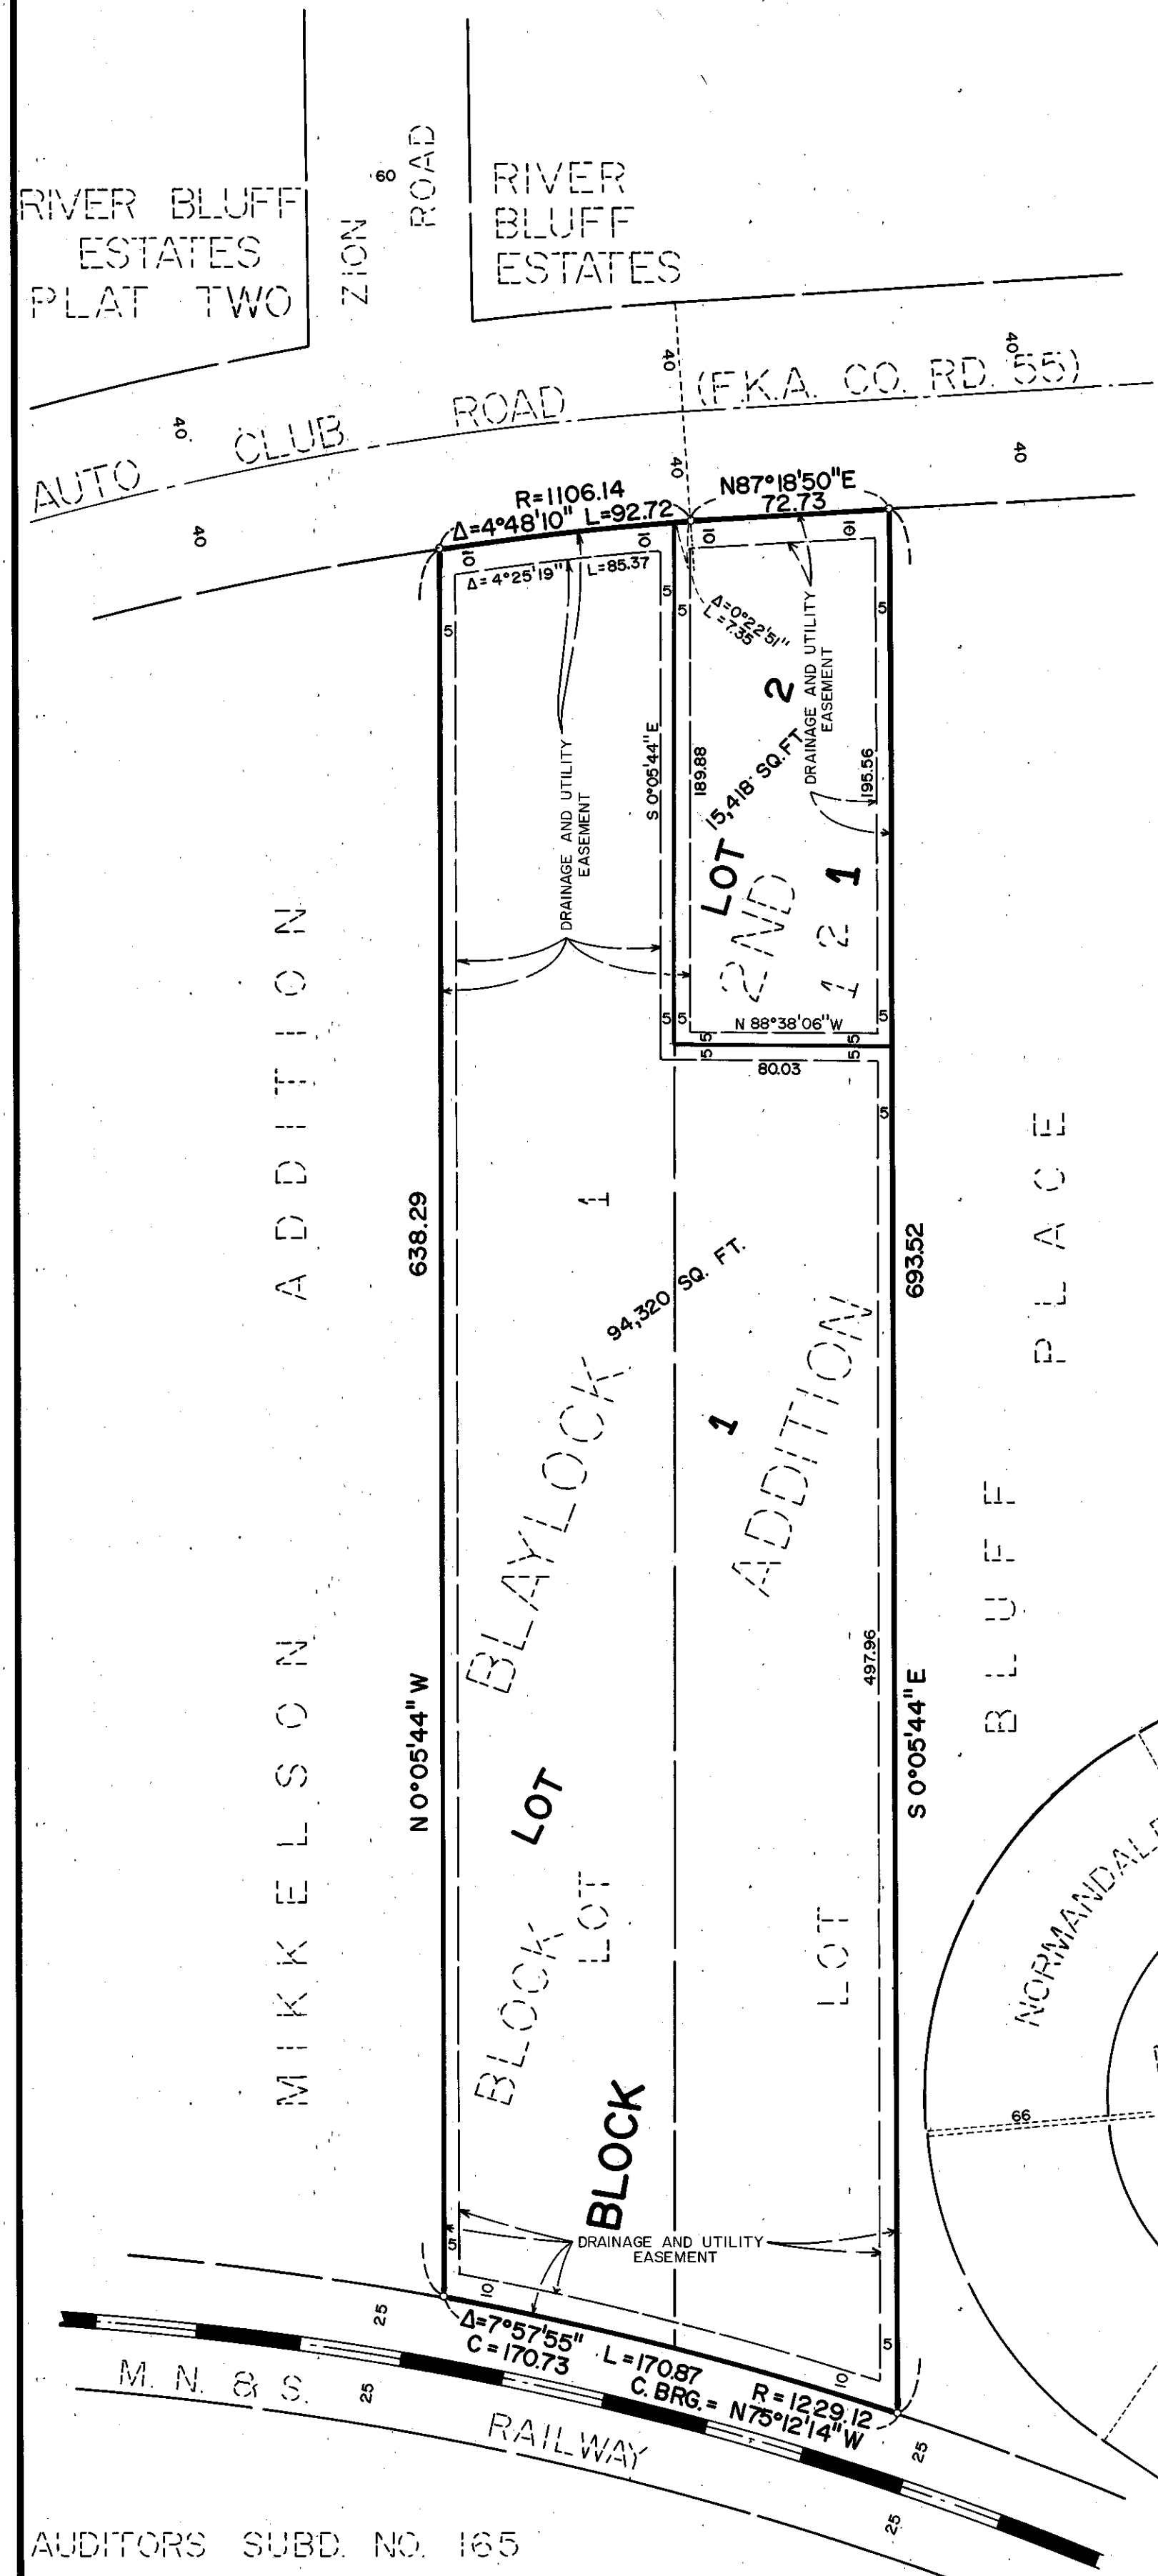 RIVER BLUFF
ESTATES
PLAT TWO
ZION ROAD
60
RIVER
BLUFF
ESTATES
40
40
40
(F.K.A. CO. RD. 55)
AUTO CLUB ROAD
40
40
40
R=1106.14
Δ=4°48'10" L=92.72
N87°18'50"E
72.73
10
10
10
10
Δ=4°25'19" L=85.37
Δ=0°22'51"
L=7.35
5
5
5
5
DRAINAGE AND UTILITY
EASEMENT
S 0°05'44"E
189.88
LOT 2
15,418 SQ.FT.
DRAINAGE AND UTILITY
EASEMENT
195.56
2ND
1 2 1
5
5
5
N 88°38'06"W
5
5
5
5
80.03
5
MIKKELSON ADDITION
638.29
N 0°05'44" W
1
94,320 SQ. FT.
BLAYLOCK
1
ADDITION
LOT
LOT
LOT
BLOCK
BLOCK
497.96
693.52
S 0°05'44"E
BLUFF PLACE
NORMANDALE
66
DRAINAGE AND UTILITY
EASEMENT
5
10
5
10
Δ=7°57'55" L=170.87 R=1229.12
C=170.73 C. BRG.= N75°12'14"W
25
25
25
25
M. N. & S. RAILWAY
AUDITORS SUBD. NO. 165